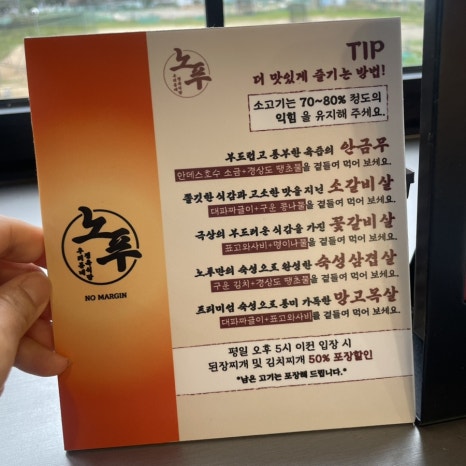 노푸
TIP
더 맛있게 즐기는 방법!
소고기는 70~80% 정도의
익힘 을 유지해 주세요.
부드럽고 풍부한 육즙의 안금무
안데스호수 소금+경상도 땡초물을 곁들여 먹어 보세요.
쫄깃한 식감과 고소한 맛을 지닌 소갈비살
대파짜글이+구운 콩나물을 곁들여 먹어 보세요.
극상의 부드러운 식감을 가진 꽃갈비살
표고와사비+명이나물을 곁들여 먹어 보세요.
노푸만의 숙성으로 완성한 숙성삼겹살
구운 김치+경상도 땡초물을 곁들여 먹어 보세요.
프리미엄 숙성으로 풍미 가득한 방고목살
대파짜글이+표고와사비를 곁들여 먹어 보세요.
평일 오후 5시 이전 입장 시
된장찌개 및 김치찌개 50% 포장할인
*남은 고기는 포장해 드립니다.*
노푸
NO MARGIN